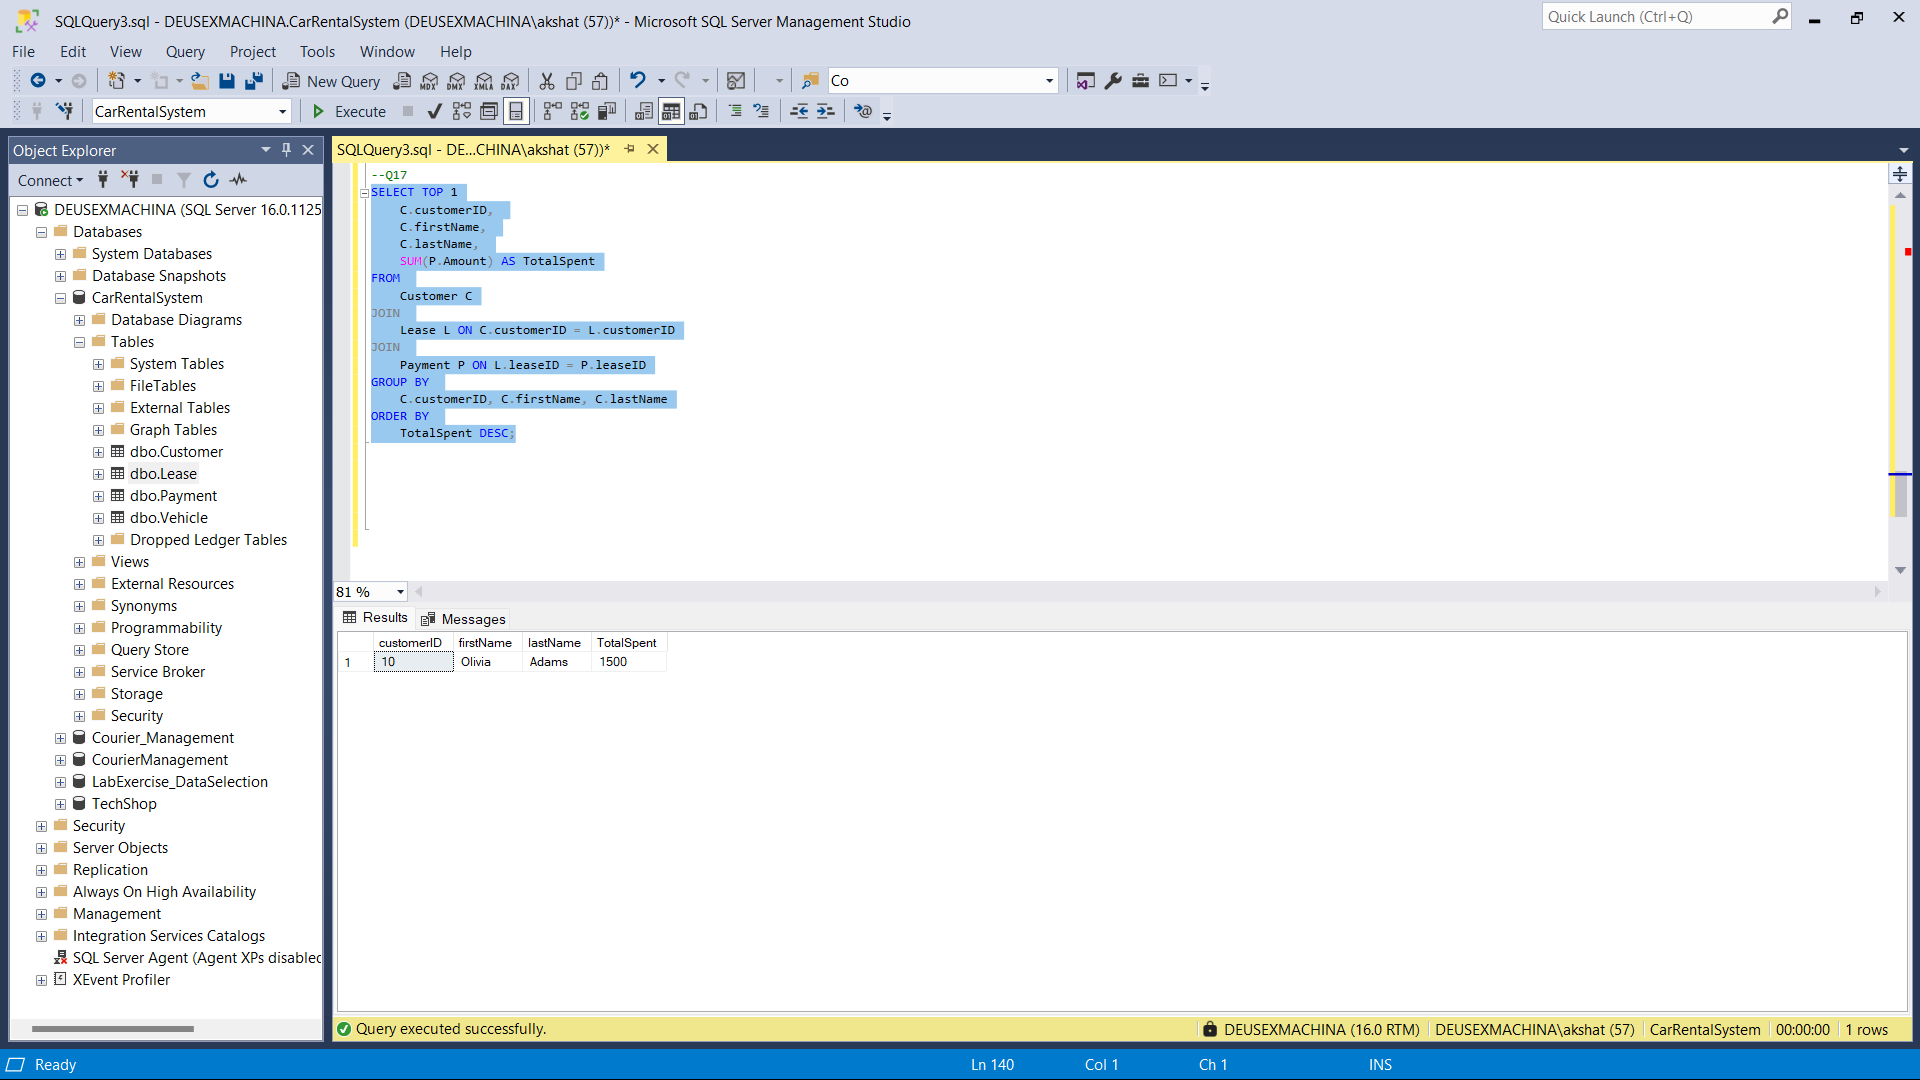 SQLQuery3.sql - DEUSEXMACHINA.CarRentalSystem (DEUSEXMACHINA\akshat (57))* - Microsoft SQL Server Management Studio
Quick Launch (Ctrl+Q)
File Edit View Query Project Tools Window Help
New Query MDX DMX XMLA DAX Co
CarRentalSystem Execute
Object Explorer
Connect
DEUSEXMACHINA (SQL Server 16.0.1125
Databases
System Databases
Database Snapshots
CarRentalSystem
Database Diagrams
Tables
System Tables
FileTables
External Tables
Graph Tables
dbo.Customer
dbo.Lease
dbo.Payment
dbo.Vehicle
Dropped Ledger Tables
Views
External Resources
Synonyms
Programmability
Query Store
Service Broker
Storage
Security
Courier_Management
CourierManagement
LabExercise_DataSelection
TechShop
Security
Server Objects
Replication
Always On High Availability
Management
Integration Services Catalogs
SQL Server Agent (Agent XPs disabled
XEvent Profiler
SQLQuery3.sql - DE...CHINA\akshat (57))*
--Q17
SELECT TOP 1
C.customerID,
C.firstName,
C.lastName,
SUM(P.Amount) AS TotalSpent
FROM
Customer C
JOIN
Lease L ON C.customerID = L.customerID
JOIN
Payment P ON L.leaseID = P.leaseID
GROUP BY
C.customerID, C.firstName, C.lastName
ORDER BY
TotalSpent DESC;
81 %
Results Messages
customerID firstName lastName TotalSpent
1 10 Olivia Adams 1500
Query executed successfully.
DEUSEXMACHINA (16.0 RTM) DEUSEXMACHINA\akshat (57) CarRentalSystem 00:00:00 1 rows
Ready Ln 140 Col 1 Ch 1 INS